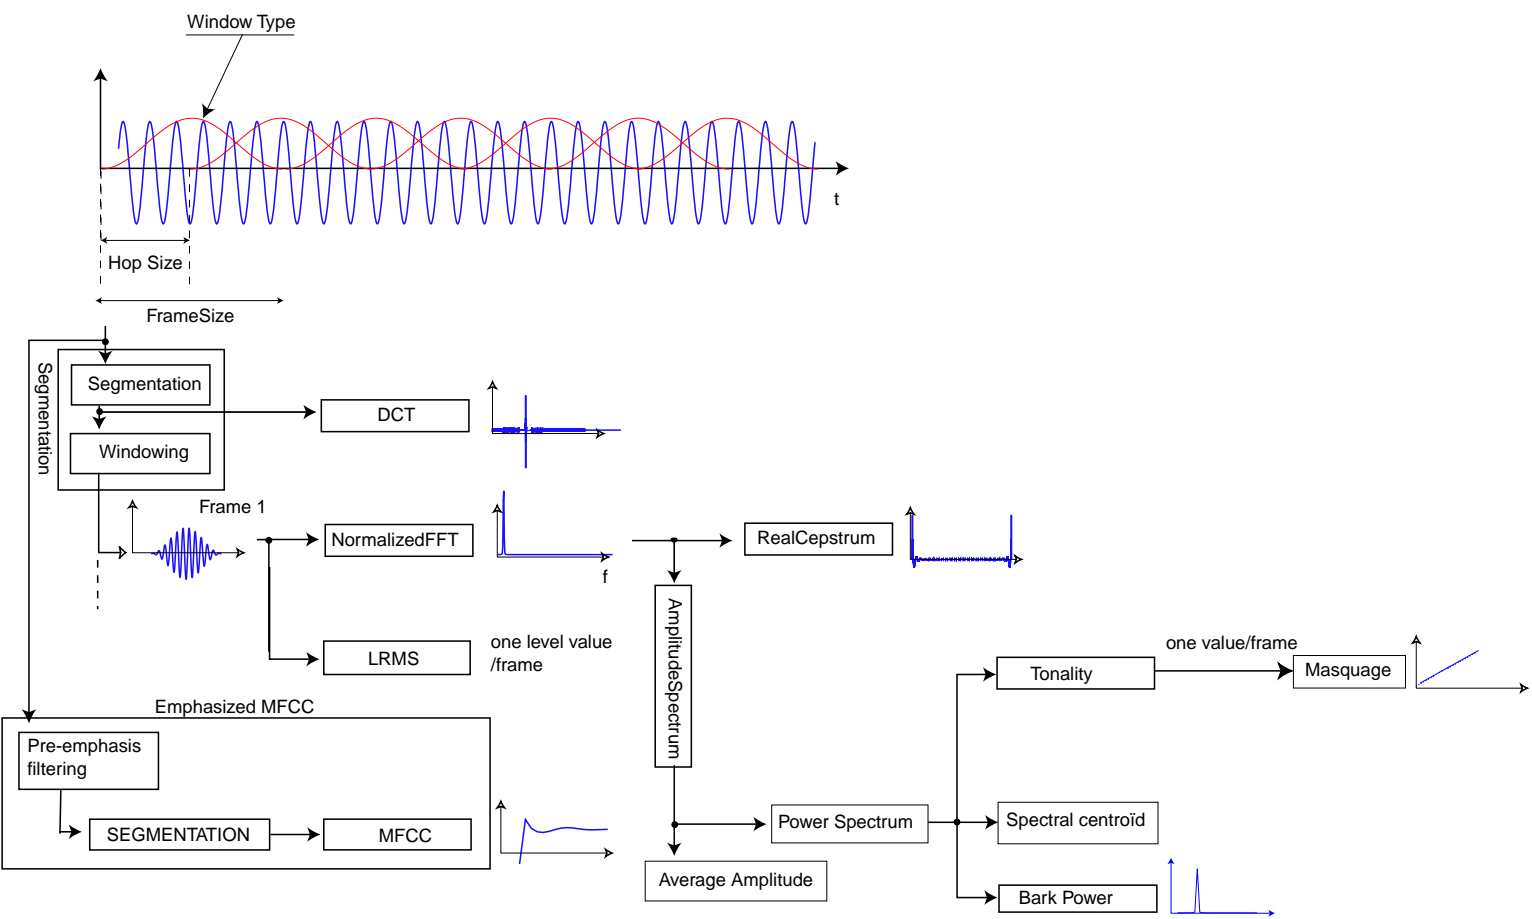 Window Type
t
Hop Size
FrameSize
Segmentation
Segmentation
DCT
Windowing
Frame 1
NormalizedFFT
f
RealCepstrum
AmplitudeSpectrum
LRMS
one level value
/frame
one value/frame
Tonality
Masquage
Emphasized MFCC
Pre-emphasis
filtering
SEGMENTATION
MFCC
Power Spectrum
Spectral centroïd
Average Amplitude
Bark Power